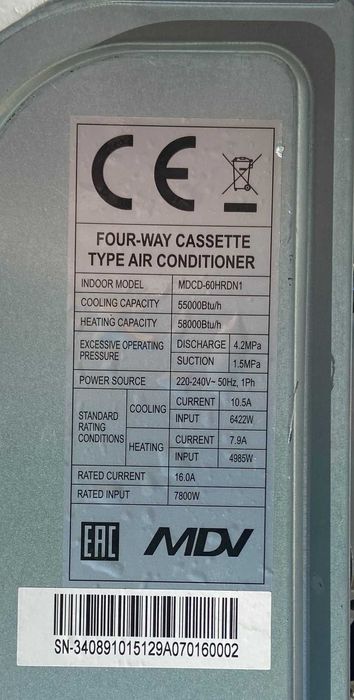 CE
FOUR-WAY CASSETTE
TYPE AIR CONDITIONER
INDOOR MODEL MDCD-60HRDN1
COOLING CAPACITY 55000Btu/h
HEATING CAPACITY 58000Btu/h
EXCESSIVE OPERATING PRESSURE DISCHARGE 4.2MPa
SUCTION 1.5MPa
POWER SOURCE 220-240V~ 50Hz, 1Ph
STANDARD RATING CONDITIONS COOLING CURRENT 10.5A
INPUT 6422W
HEATING CURRENT 7.9A
INPUT 4985W
RATED CURRENT 16.0A
RATED INPUT 7800W
EAC MDV
SN-340891015129A070160002